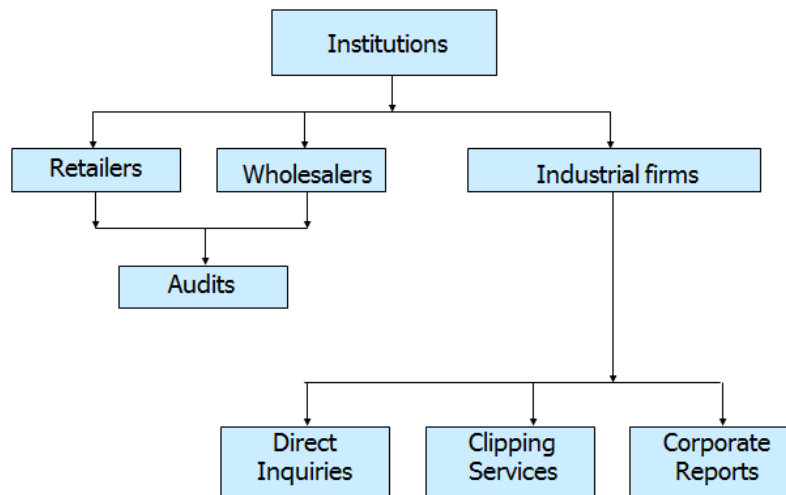 Institutions
Retailers
Wholesalers
Industrial firms
Audits
Direct
Inquiries
Clipping
Services
Corporate
Reports